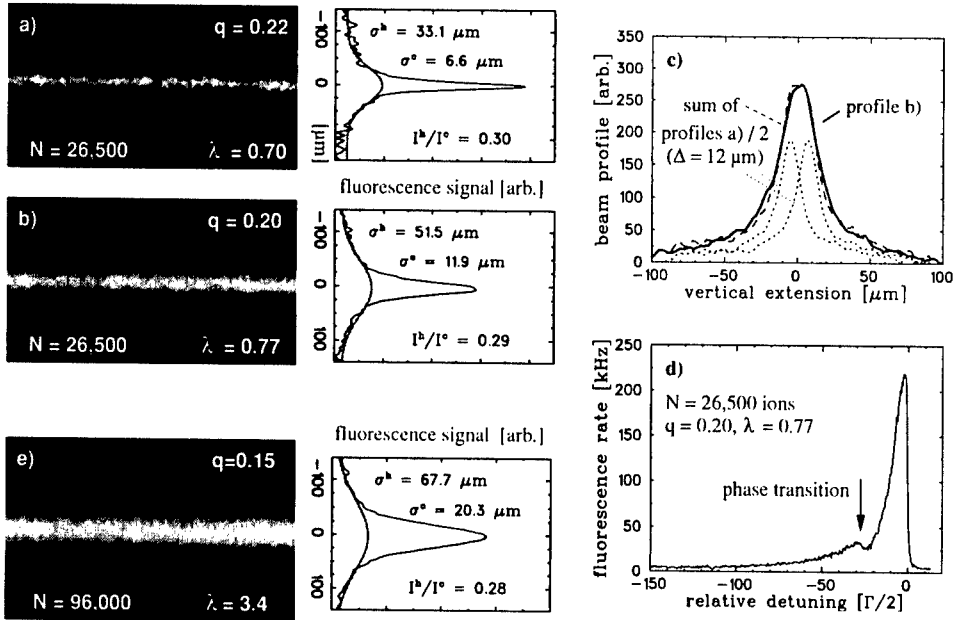 a) q = 0.22
N = 26,500 λ = 0.70
-100 0 [μm]
σʰ = 33.1 μm
σᶜ = 6.6 μm
Iʰ/Iᶜ = 0.30
fluorescence signal [arb.]
b) q = 0.20
N = 26,500 λ = 0.77
-100 0 100
σʰ = 51.5 μm
σᶜ = 11.9 μm
Iʰ/Iᶜ = 0.29
fluorescence signal [arb.]
e) q=0.15
N = 96.000 λ = 3.4
-100 0 100
σʰ = 67.7 μm
σᶜ = 20.3 μm
Iʰ/Iᶜ = 0.28
c)
beam profile [arb.]
350
300
250
200
150
100
50
0
sum of
profiles a) / 2
(Δ = 12 μm)
profile b)
-100 -50 0 50 100
vertical extension [μm]
d)
fluorescence rate [kHz]
250
200
150
100
50
0
N = 26,500 ions
q = 0.20, λ = 0.77
phase transition
-150 -100 -50 0
relative detuning [Γ/2]